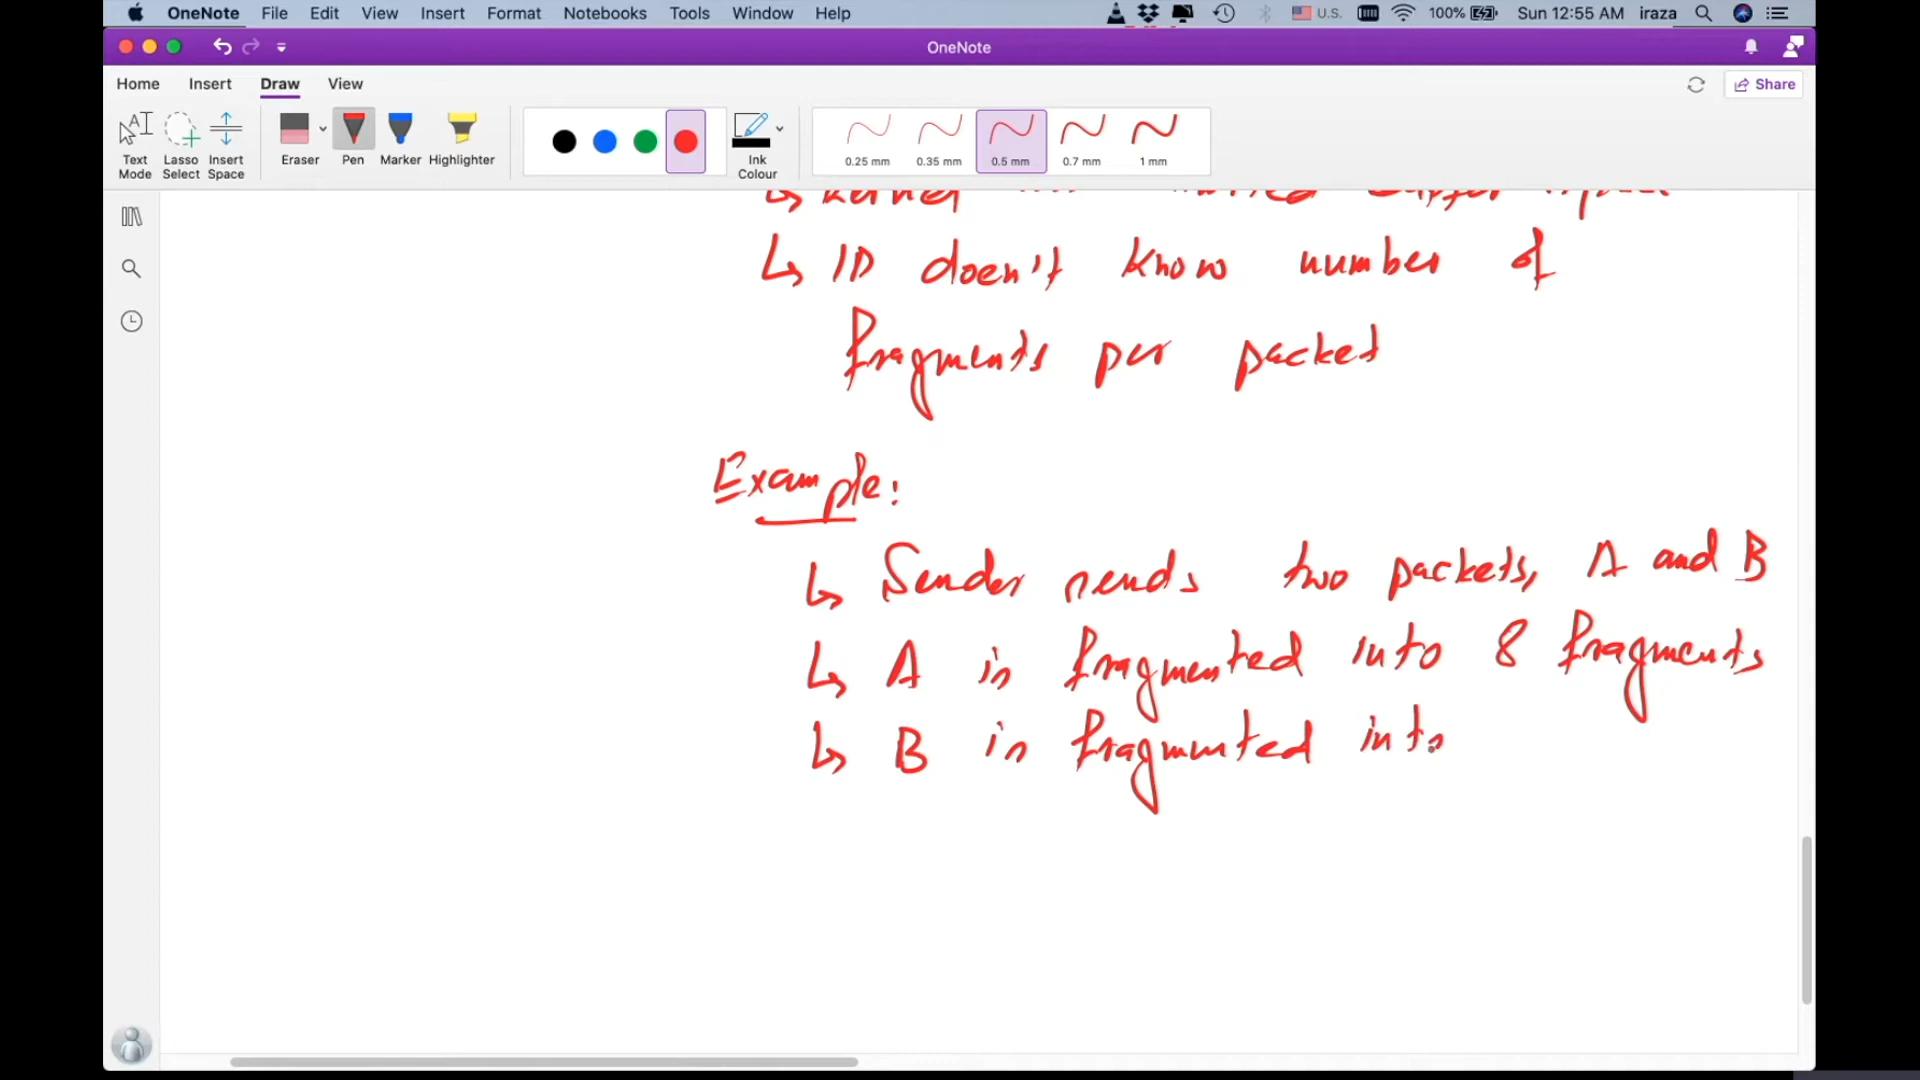 OneNote File Edit View Insert Format Notebooks Tools Window Help U.S. 100% Sun 12:55 AM iraza
OneNote
Home Insert Draw View Share
Text Mode Lasso Select Insert Space Eraser Pen Marker Highlighter Ink Colour 0.25 mm 0.35 mm 0.5 mm 0.7 mm 1 mm
↳ kernel
↳ IP doen't know number of
fragments per packet
Example:
↳ Sender sends two packets, A and B
↳ A is fragmented into 8 fragments
↳ B is fragmented into